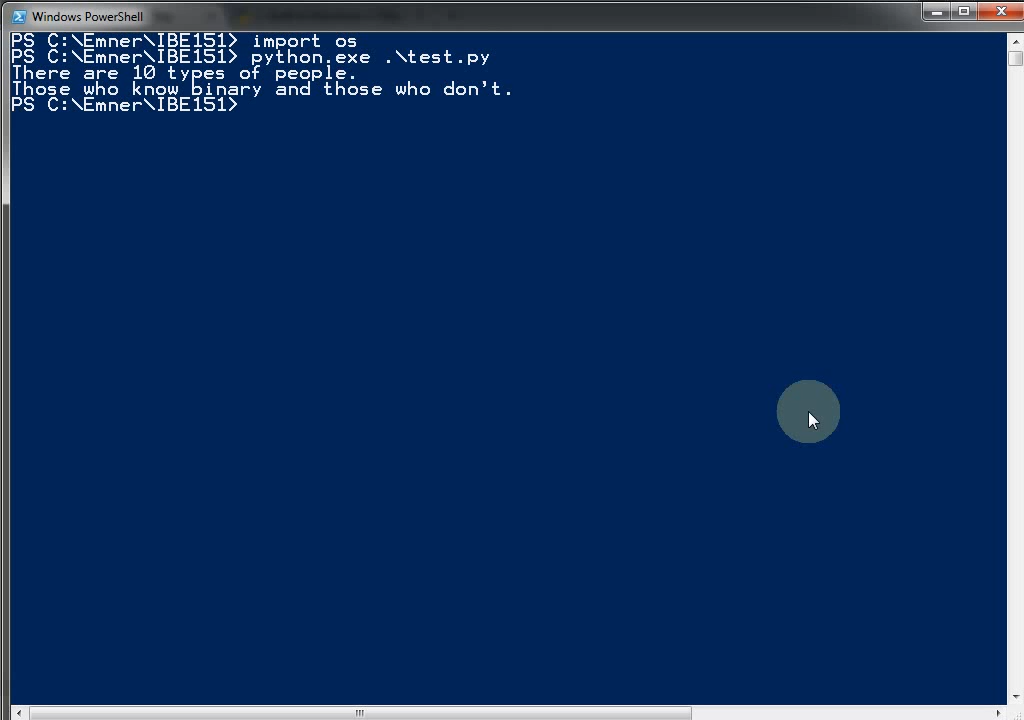 Windows PowerShell
PS C:\Emner\IBE151> import os
PS C:\Emner\IBE151> python.exe .\test.py
There are 10 types of people.
Those who know binary and those who don't.
PS C:\Emner\IBE151>